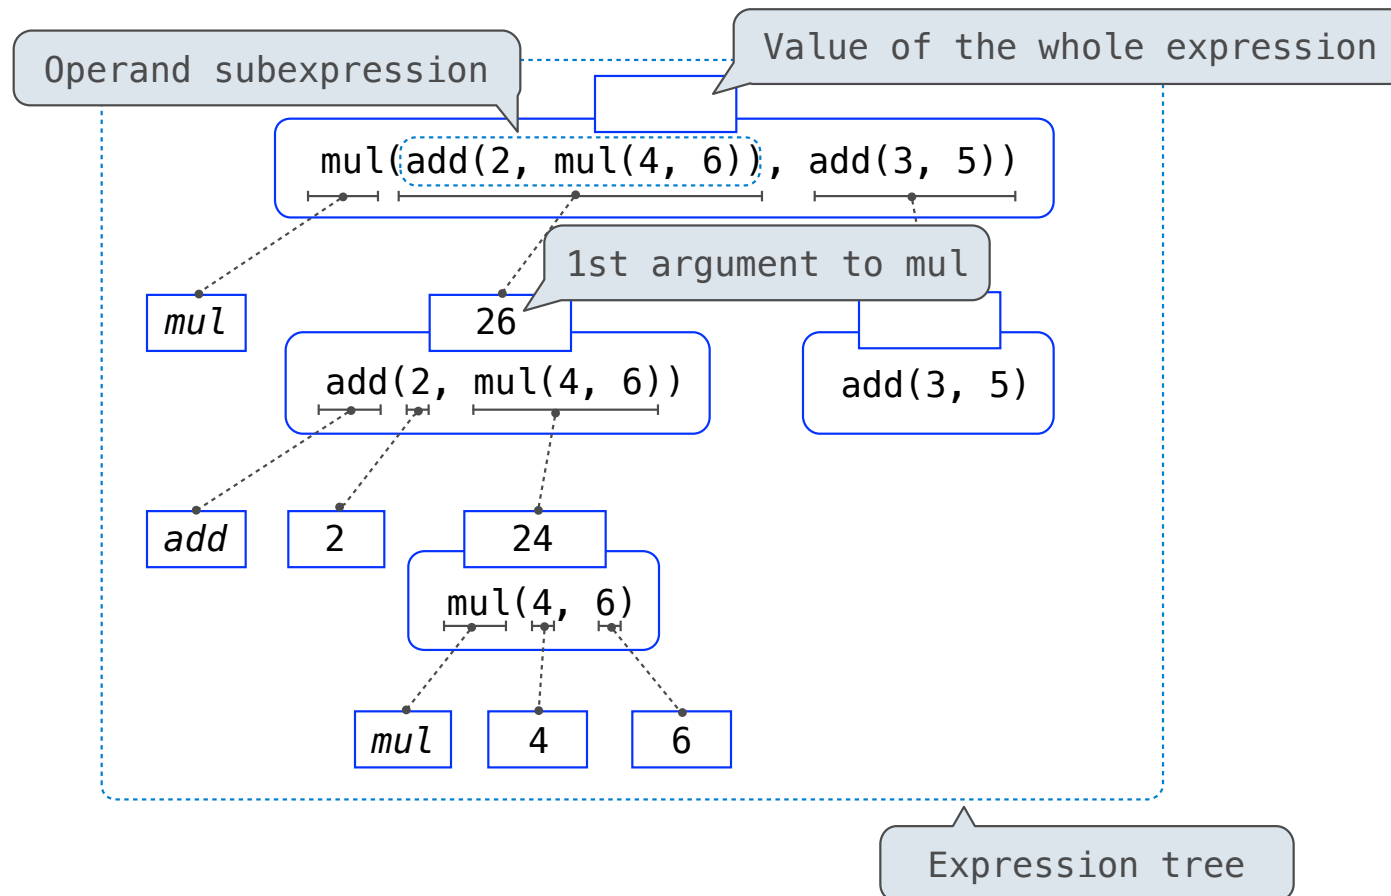 Value of the whole expression
Operand subexpression
mul(add(2, mul(4, 6)), add(3, 5))
1st argument to mul
mul
26
add(2, mul(4, 6))
add(3, 5)
add
2
24
mul(4, 6)
mul
4
6
Expression tree